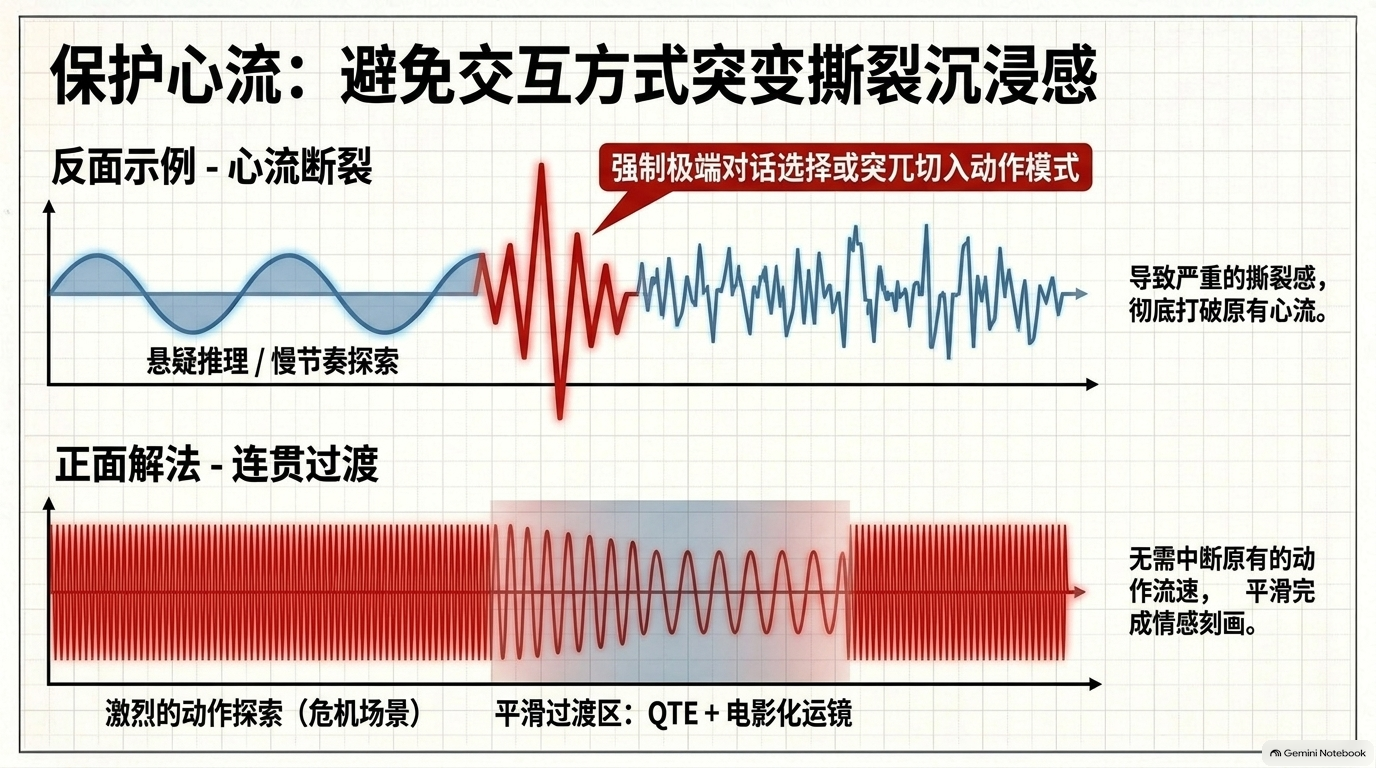 保护心流：避免交互方式突变撕裂沉浸感
反面示例 - 心流断裂
强制极端对话选择或突兀切入动作模式
悬疑推理 / 慢节奏探索
导致严重的撕裂感，
彻底打破原有心流。
正面解法 - 连贯过渡
无需中断原有的动
作流速， 平滑完
成情感刻画。
激烈的动作探索（危机场景）
平滑过渡区：QTE + 电影化运镜
Gemini Notebook